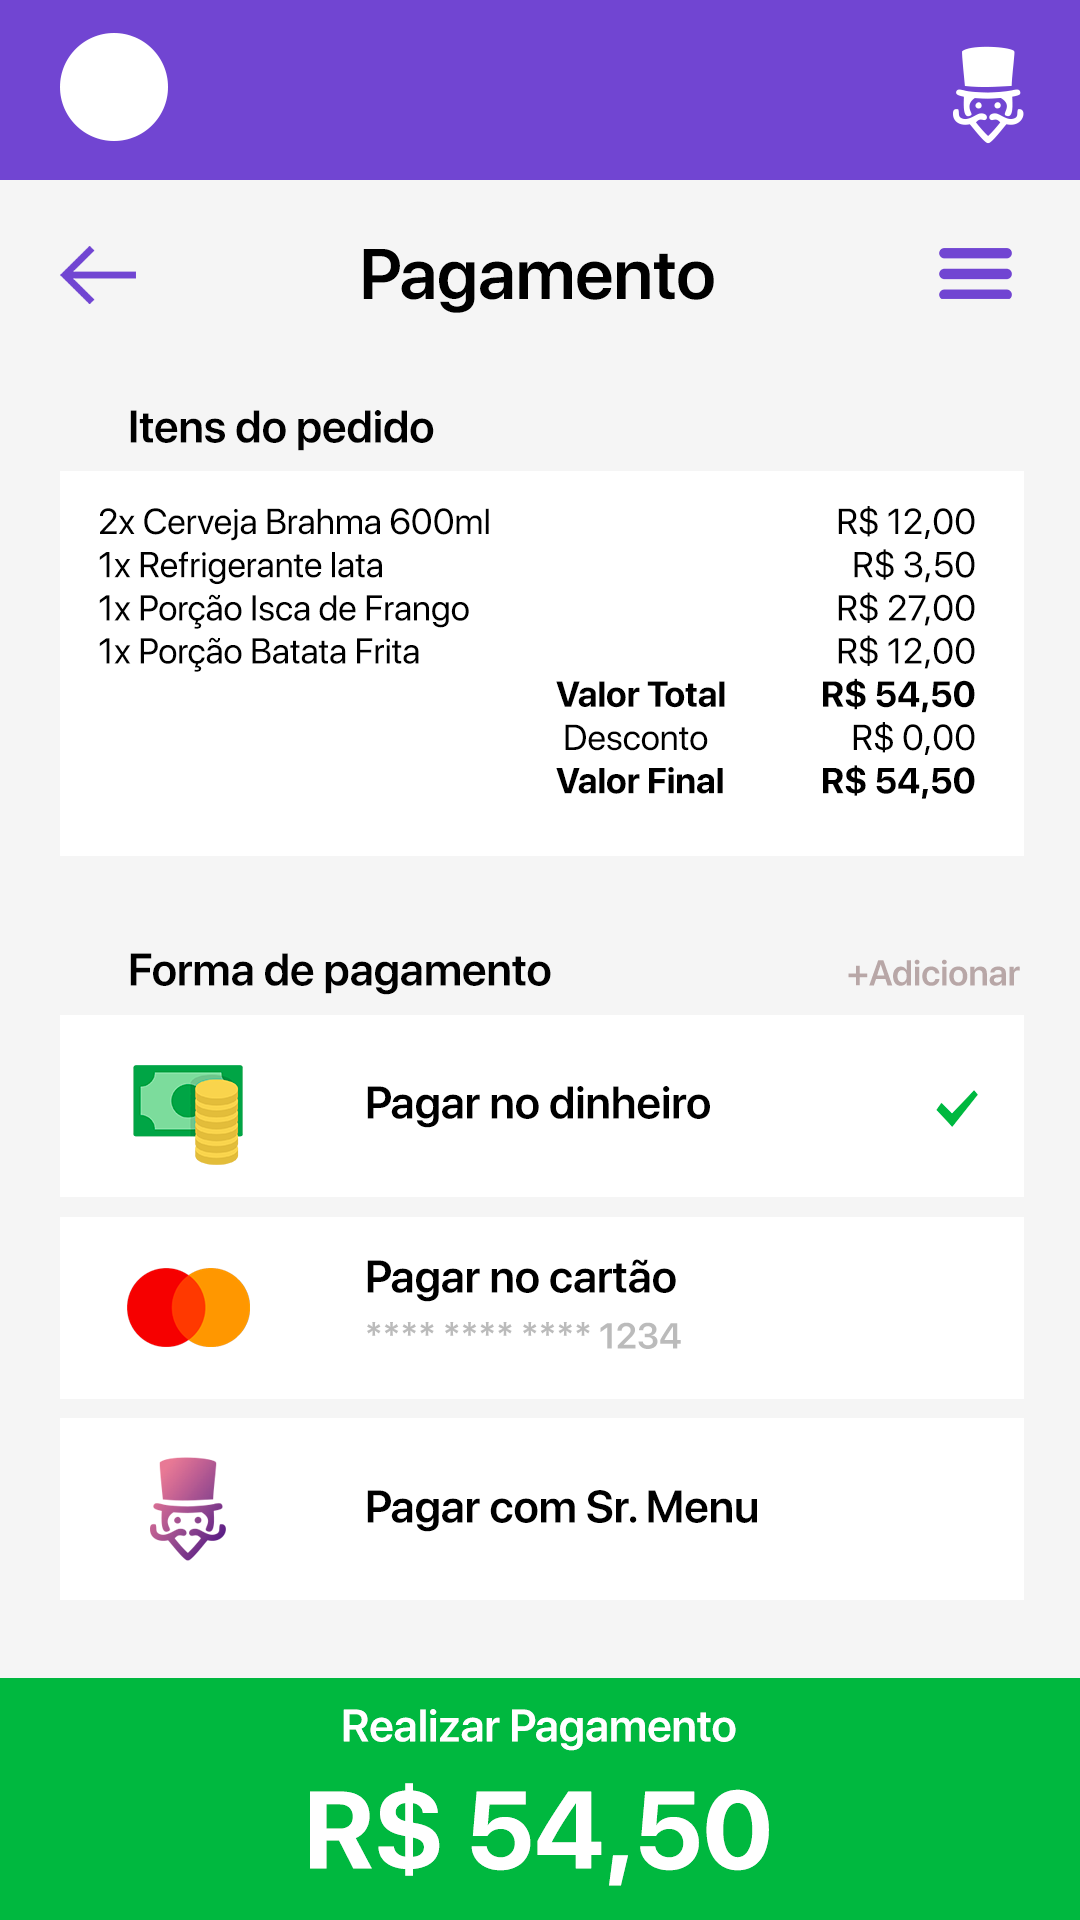 Pagamento
Itens do pedido
2x Cerveja Brahma 600ml R$ 12,00
1x Refrigerante lata R$ 3,50
1x Porção Isca de Frango R$ 27,00
1x Porção Batata Frita R$ 12,00
Valor Total R$ 54,50
Desconto R$ 0,00
Valor Final R$ 54,50
Forma de pagamento +Adicionar
Pagar no dinheiro
Pagar no cartão
**** **** **** 1234
Pagar com Sr. Menu
Realizar Pagamento
R$ 54,50